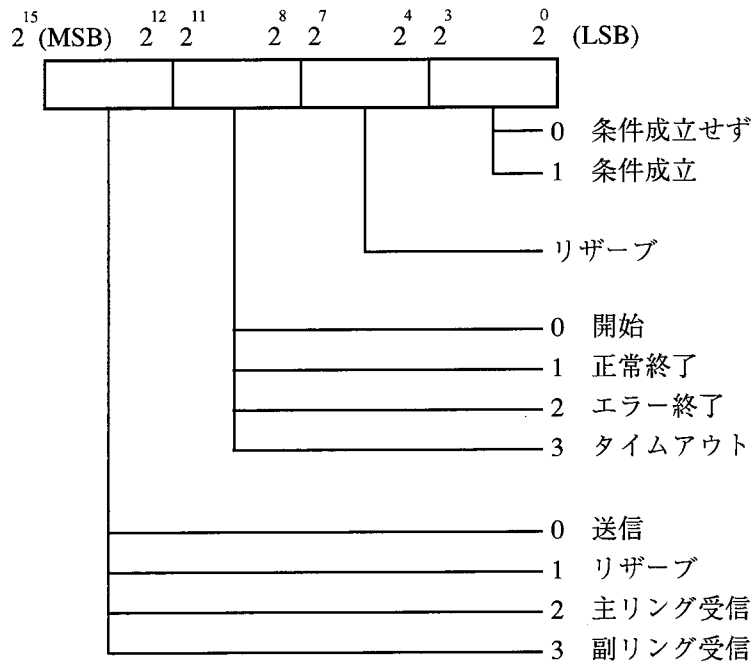 2^15 (MSB) 2^12 2^11 2^8 2^7 2^4 2^3 2^0 (LSB)
0 条件成立せず
1 条件成立
リザーブ
0 開始
1 正常終了
2 エラー終了
3 タイムアウト
0 送信
1 リザーブ
2 主リング受信
3 副リング受信